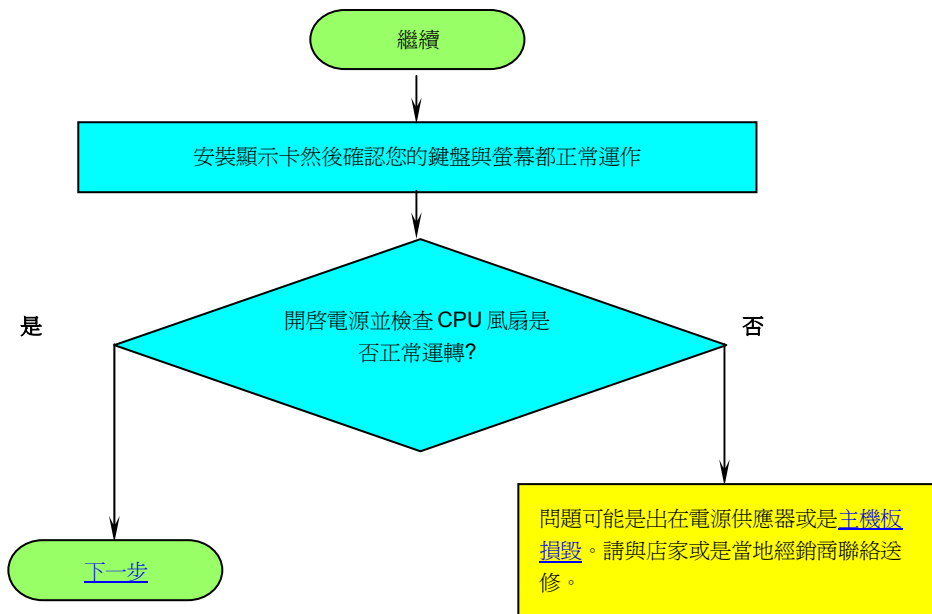 繼續
安裝顯示卡然後確認您的鍵盤與螢幕都正常運作
開啓電源並檢查 CPU 風扇是
否正常運轉?
是
否
問題可能是出在電源供應器或是主機板
損毀。請與店家或是當地經銷商聯絡送
修。
下一步